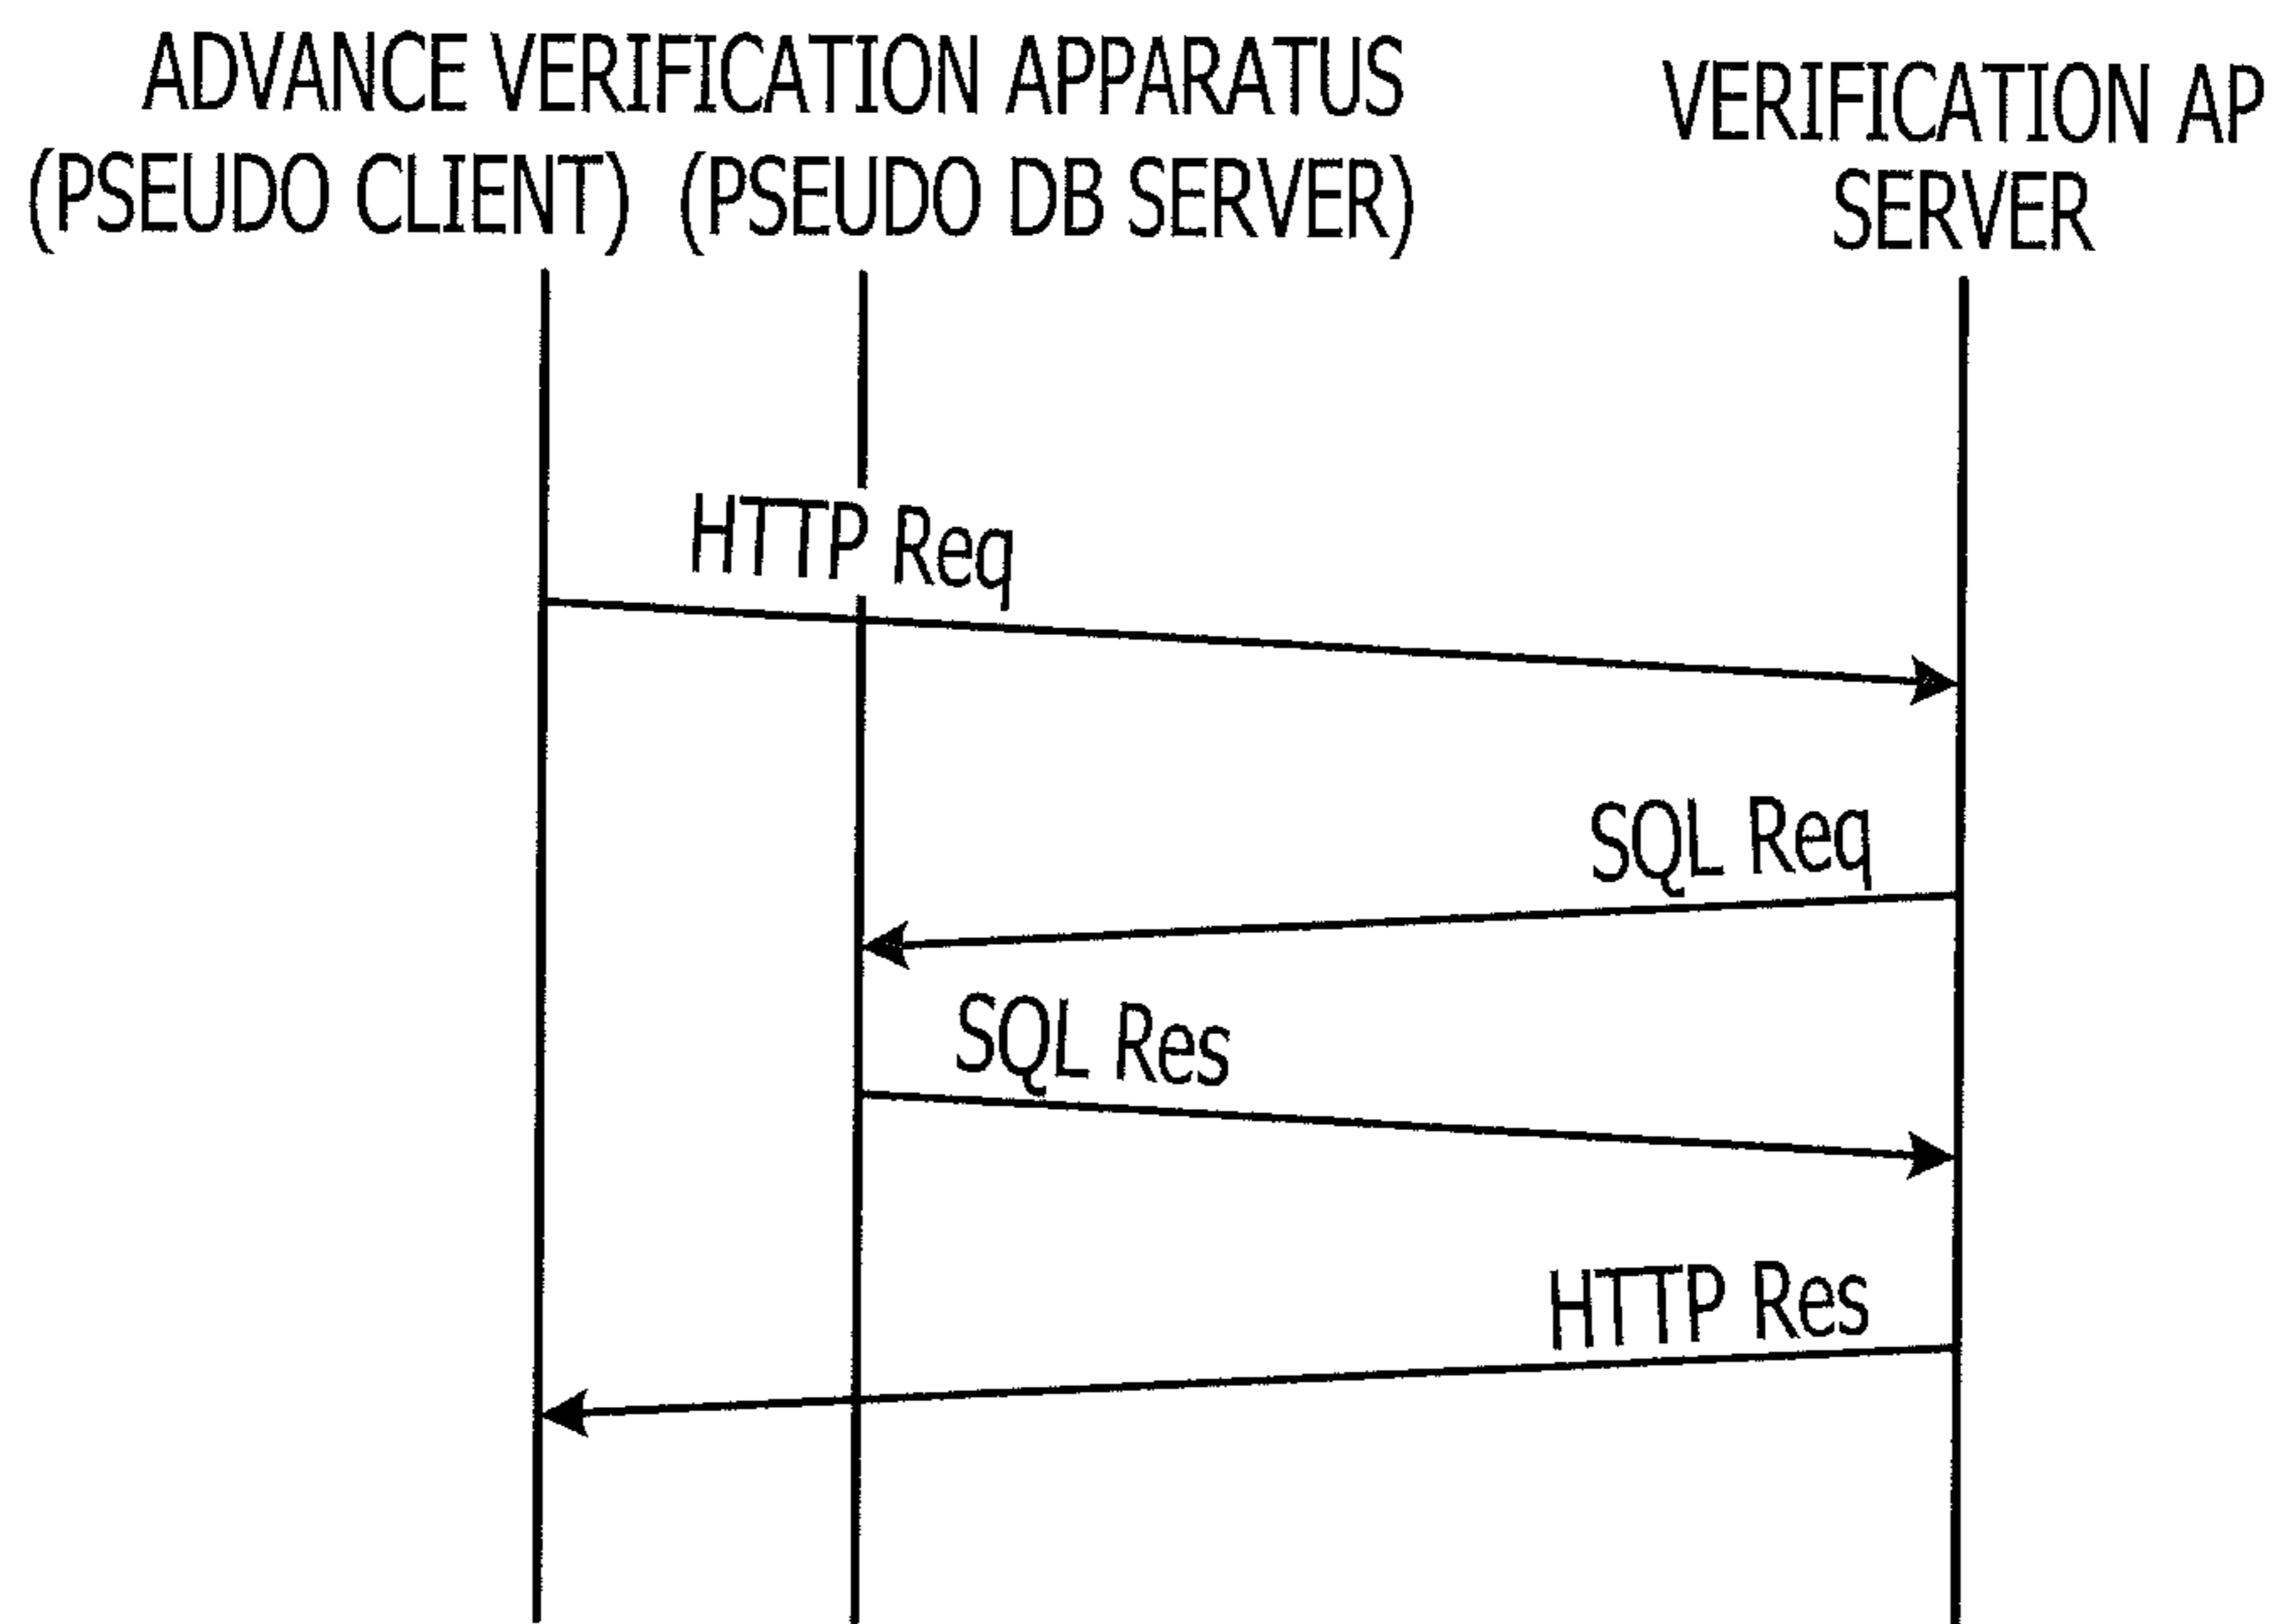 ADVANCE VERIFICATION APPARATUS
(PSEUDO CLIENT) (PSEUDO DB SERVER)
VERIFICATION AP
SERVER
HTTP Req
SQL Req
SQL Res
HTTP Res